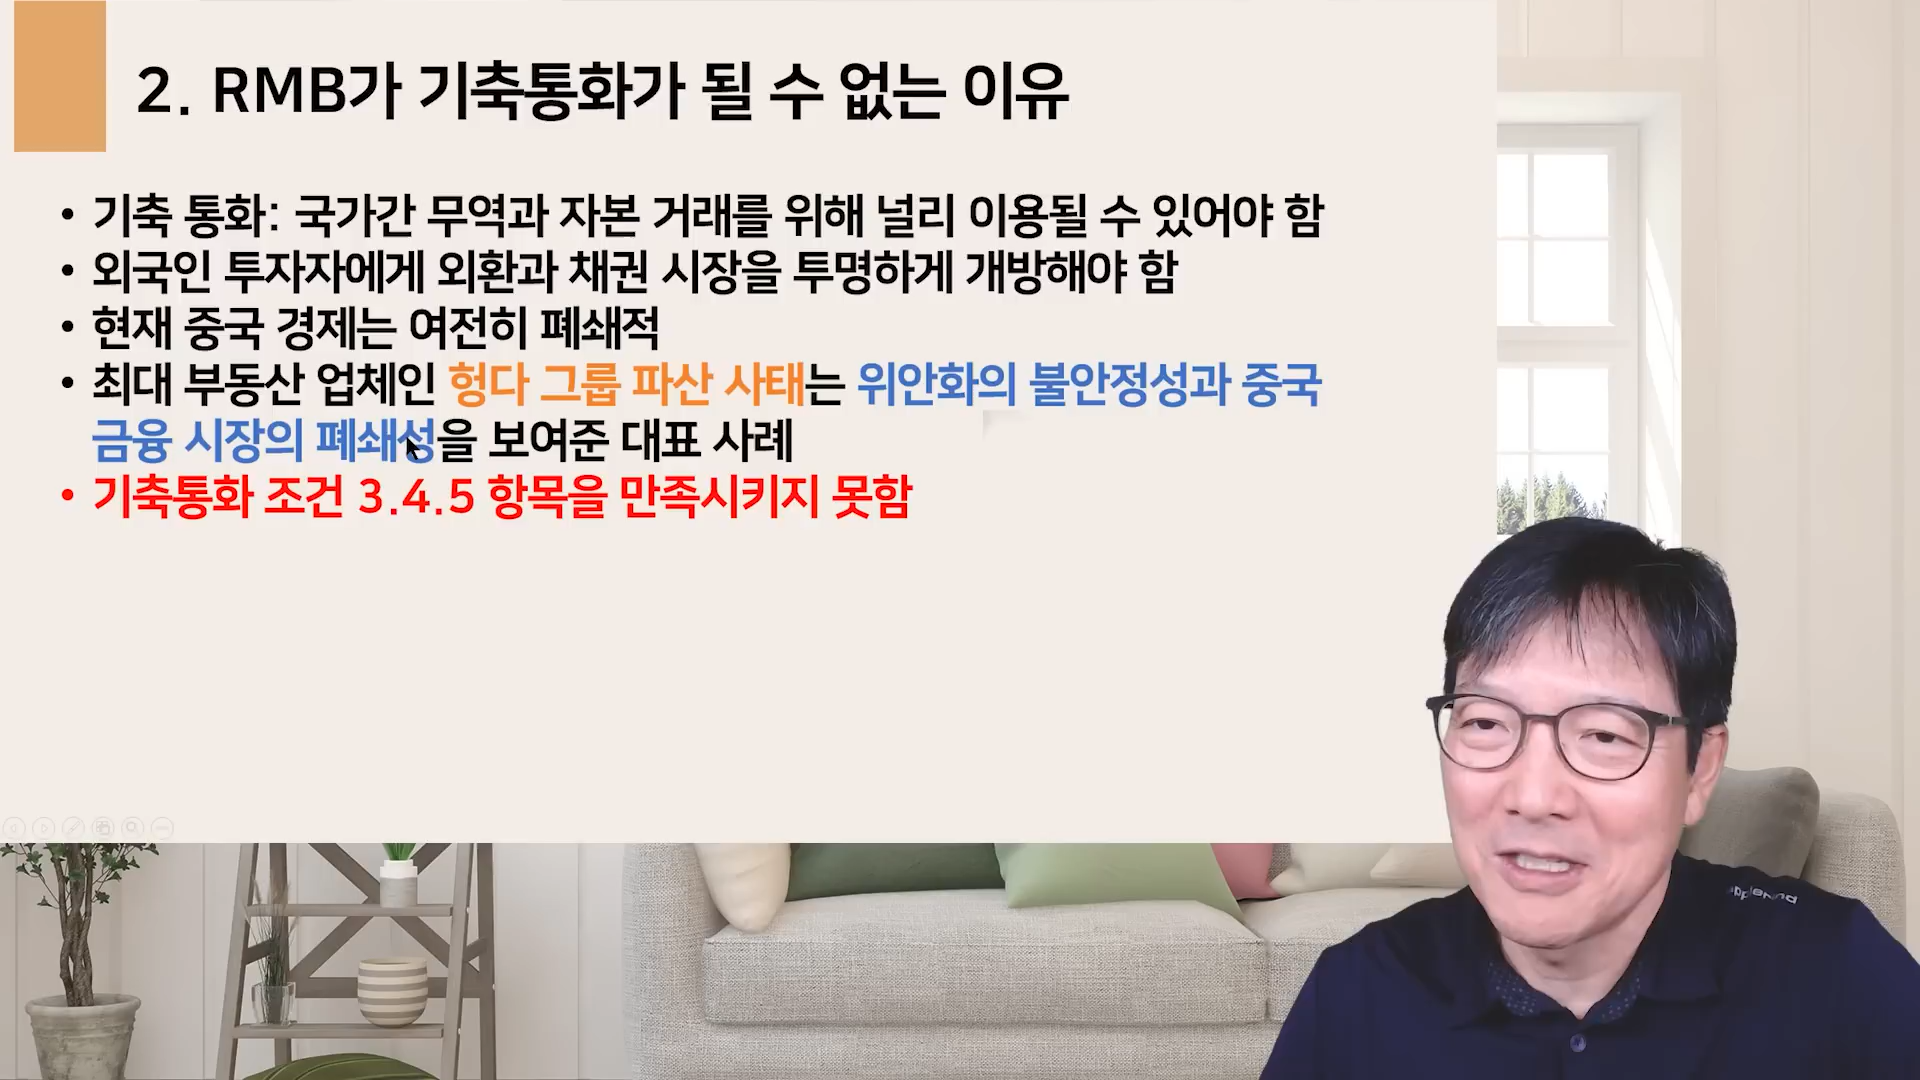 2. RMB가 기축통화가 될 수 없는 이유
• 기축 통화: 국가간 무역과 자본 거래를 위해 널리 이용될 수 있어야 함
• 외국인 투자자에게 외환과 채권 시장을 투명하게 개방해야 함
• 현재 중국 경제는 여전히 폐쇄적
• 최대 부동산 업체인 헝다 그룹 파산 사태는 위안화의 불안정성과 중국
금융 시장의 폐쇄성을 보여준 대표 사례
• 기축통화 조건 3.4.5 항목을 만족시키지 못함